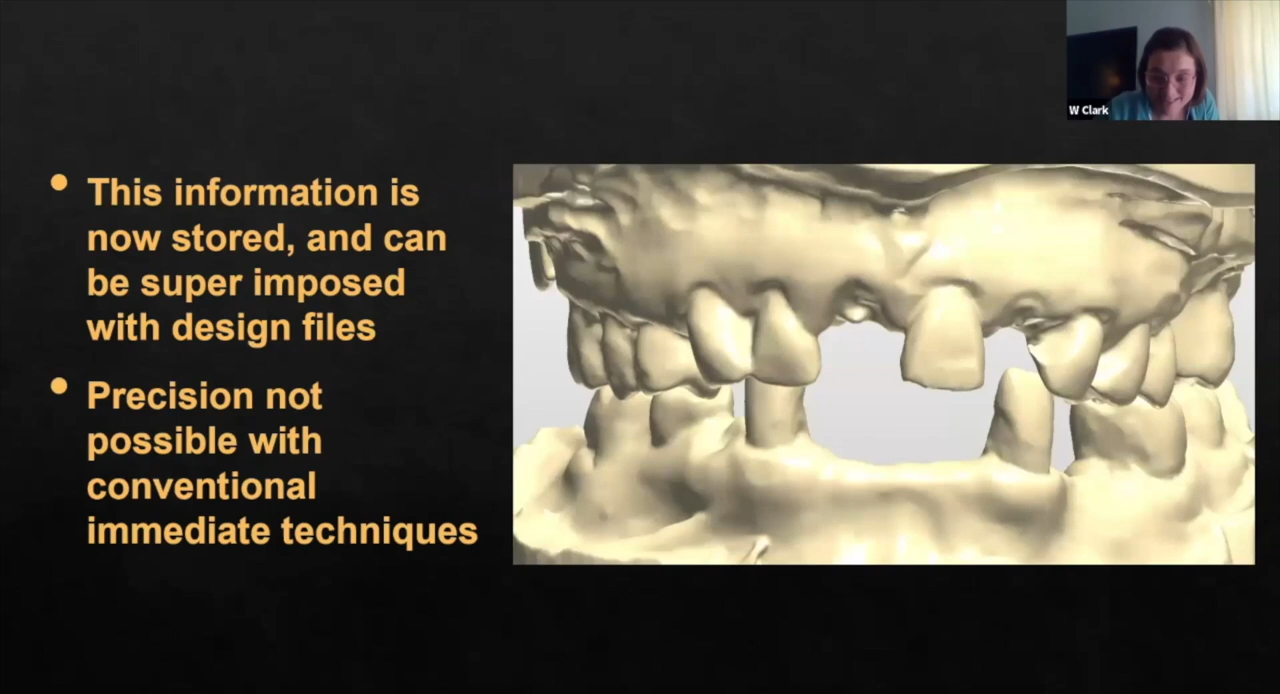 W Clark
• This information is
now stored, and can
be super imposed
with design files
• Precision not
possible with
conventional
immediate techniques